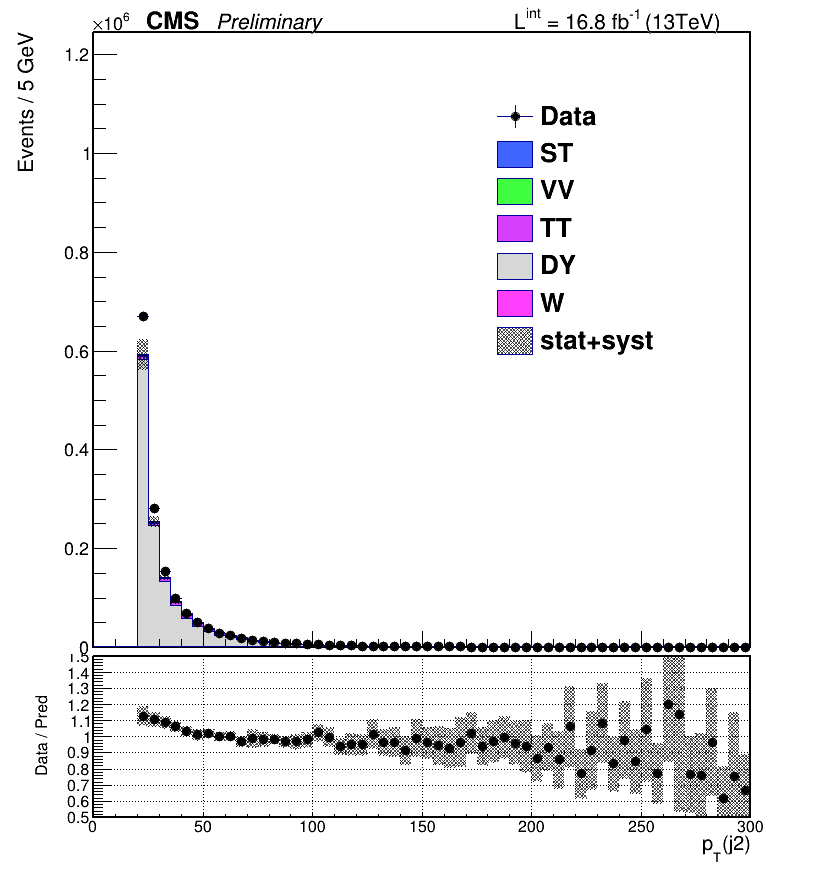 ×10⁶ CMS Preliminary L^int = 16.8 fb⁻¹ (13TeV)
Events / 5 GeV
1.2
1
0.8
0.6
0.4
0.2
0
Data
ST
VV
TT
DY
W
stat+syst
Data / Pred
1.5
1.4
1.3
1.2
1.1
1
0.9
0.8
0.7
0.6
0.5
0 50 100 150 200 250 300
p_T(j2)